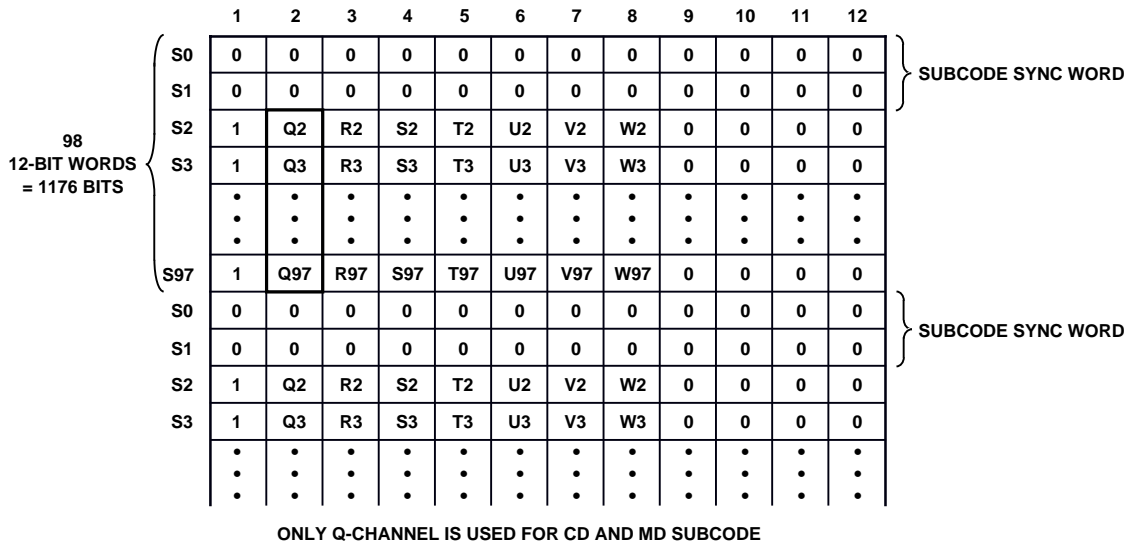 1 2 3 4 5 6 7 8 9 10 11 12
S0 0 0 0 0 0 0 0 0 0 0 0 0
SUBCODE SYNC WORD
S1 0 0 0 0 0 0 0 0 0 0 0 0
S2 1 Q2 R2 S2 T2 U2 V2 W2 0 0 0 0
98
12-BIT WORDS
= 1176 BITS
S3 1 Q3 R3 S3 T3 U3 V3 W3 0 0 0 0
• • • • • • • • • • • •
• • • • • • • • • • • •
• • • • • • • • • • • •
S97 1 Q97 R97 S97 T97 U97 V97 W97 0 0 0 0
S0 0 0 0 0 0 0 0 0 0 0 0 0
SUBCODE SYNC WORD
S1 0 0 0 0 0 0 0 0 0 0 0 0
S2 1 Q2 R2 S2 T2 U2 V2 W2 0 0 0 0
S3 1 Q3 R3 S3 T3 U3 V3 W3 0 0 0 0
• • • • • • • • • • • •
• • • • • • • • • • • •
• • • • • • • • • • • •
ONLY Q-CHANNEL IS USED FOR CD AND MD SUBCODE